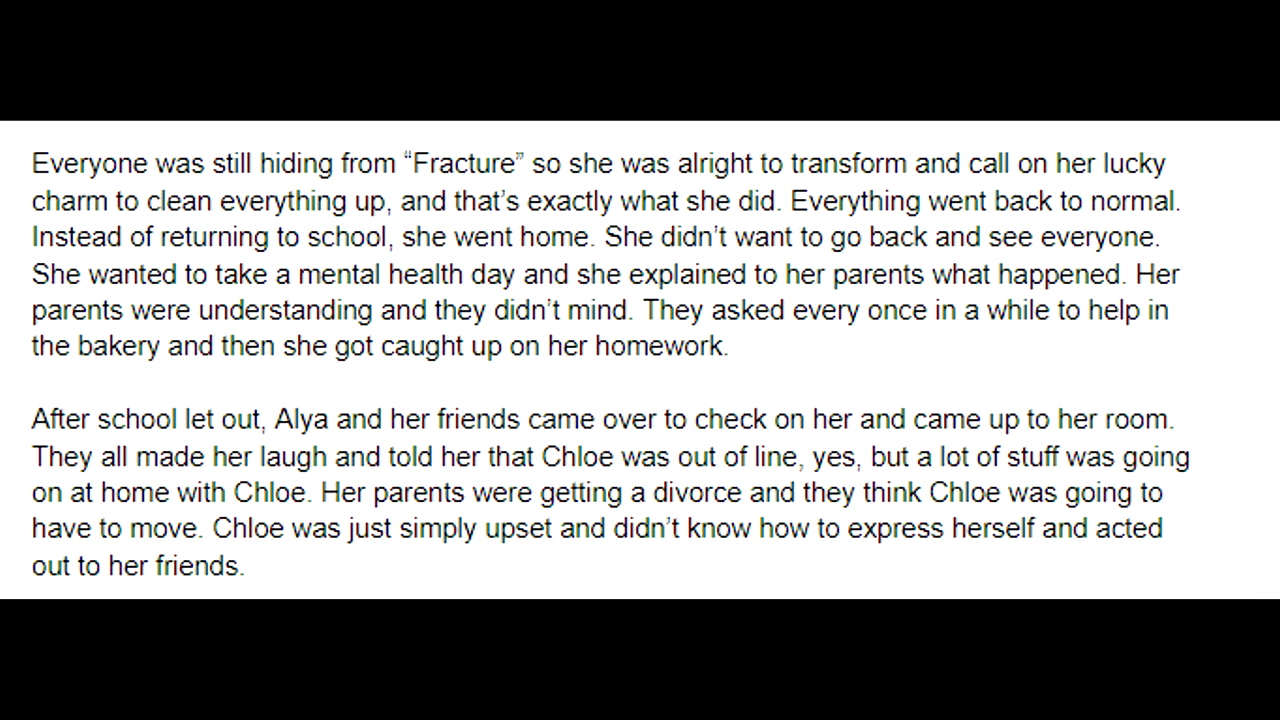 Everyone was still hiding from “Fracture” so she was alright to transform and call on her lucky
charm to clean everything up, and that’s exactly what she did. Everything went back to normal.
Instead of returning to school, she went home. She didn’t want to go back and see everyone.
She wanted to take a mental health day and she explained to her parents what happened. Her
parents were understanding and they didn’t mind. They asked every once in a while to help in
the bakery and then she got caught up on her homework.
After school let out, Alya and her friends came over to check on her and came up to her room.
They all made her laugh and told her that Chloe was out of line, yes, but a lot of stuff was going
on at home with Chloe. Her parents were getting a divorce and they think Chloe was going to
have to move. Chloe was just simply upset and didn’t know how to express herself and acted
out to her friends.